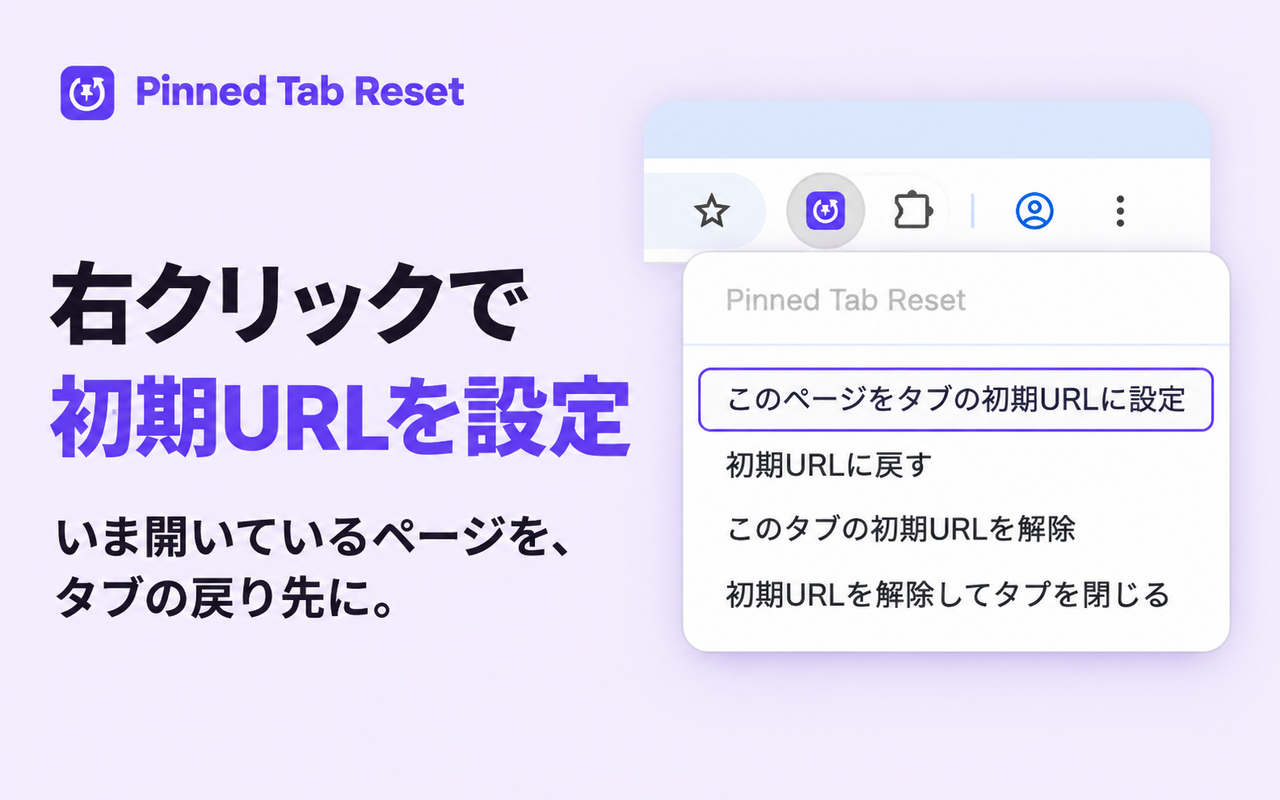 Pinned Tab Reset
右クリックで
初期URLを設定
いま開いているページを、
タブの戻り先に。
Pinned Tab Reset
このページをタブの初期URLに設定
初期URLに戻す
このタブの初期URLを解除
初期URLを解除してタプを閉じる